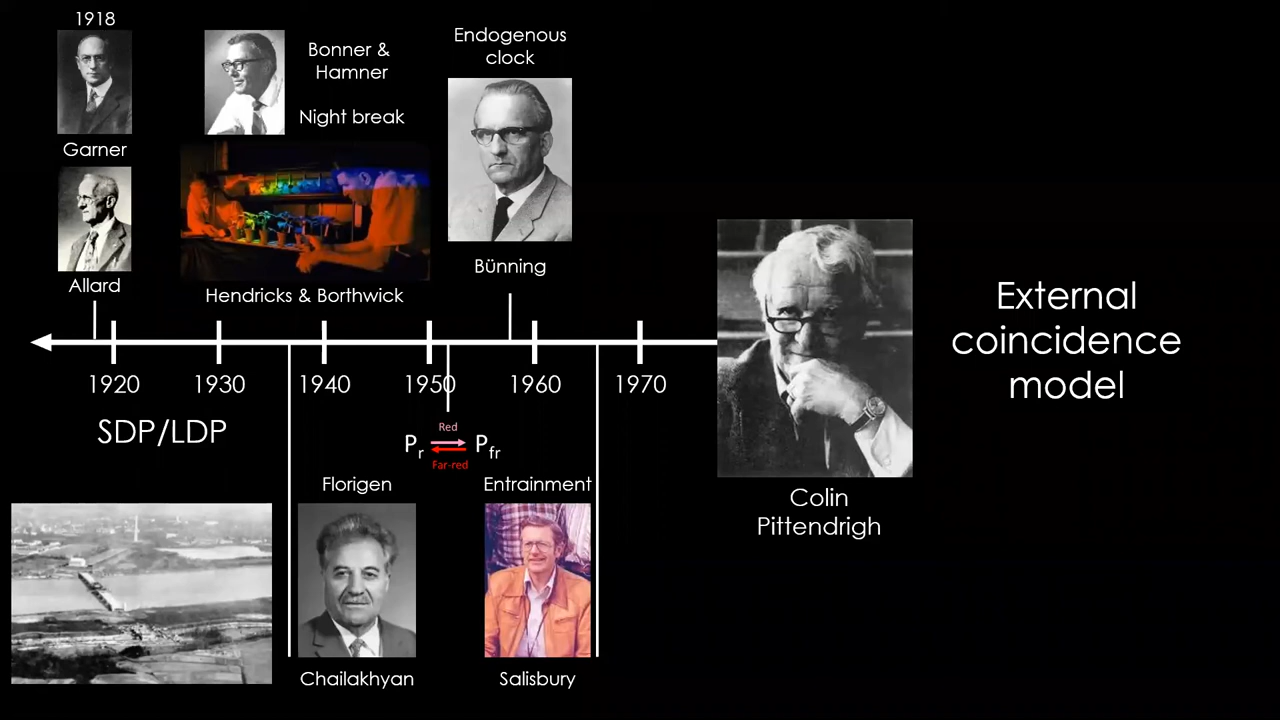 1918
Garner
Allard
Bonner &
Hamner
Night break
Hendricks & Borthwick
Endogenous
clock
Bünning
1920
1930
1940
1950
1960
1970
SDP/LDP
Red
Pr
Pfr
Far-red
Florigen
Chailakhyan
Entrainment
Salisbury
Colin
Pittendrigh
External
coincidence
model